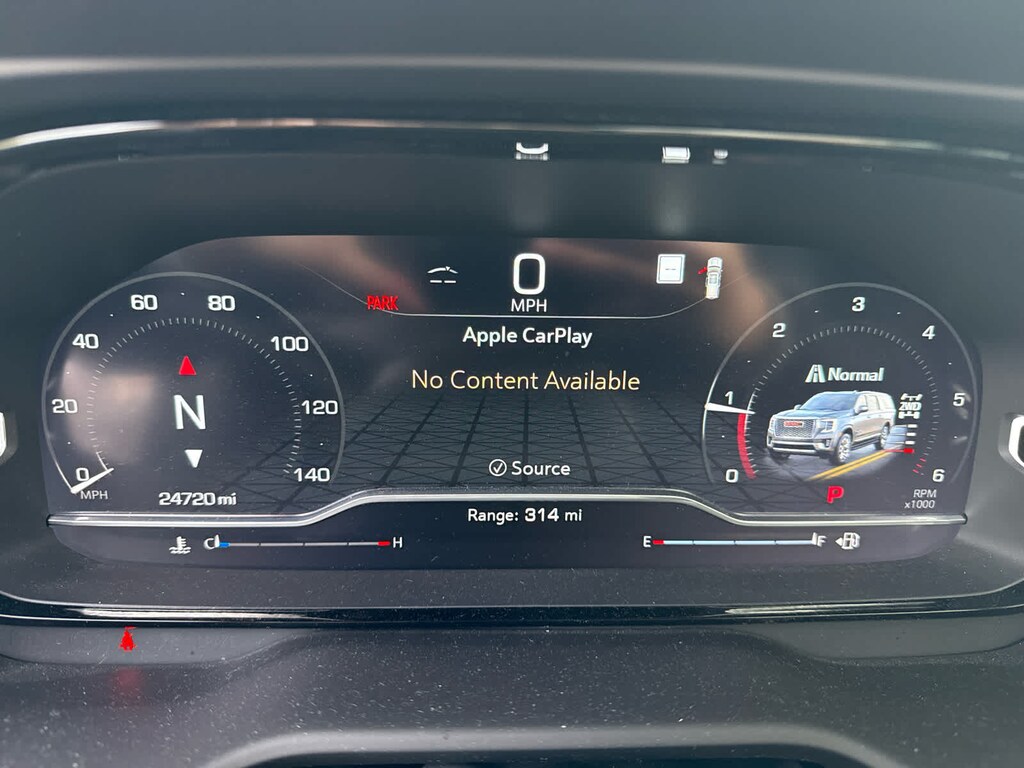 0
MPH
PARK
Apple CarPlay
No Content Available
Source
Range: 314 mi
0
20
40
60
80
100
120
140
MPH
N
24720 mi
C
H
E
F
0
1
2
3
4
5
6
Normal
2WD
P
RPM
x1000